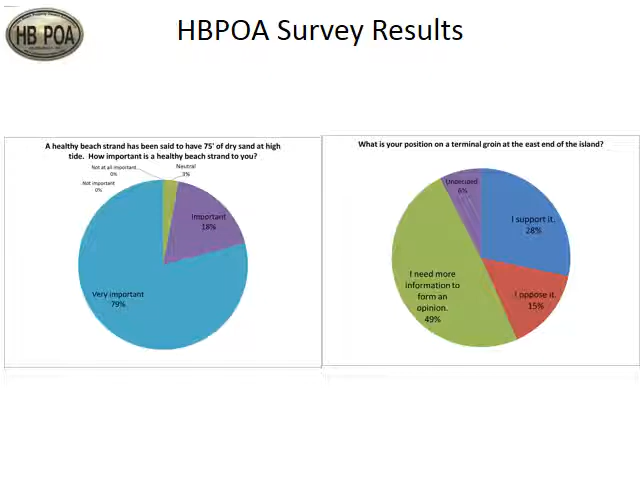 HB POA
HBPOA Survey Results
A healthy beach strand has been said to have 75' of dry sand at high
tide. How important is a healthy beach strand to you?
Not at all important
0%
Neutral
3%
Not important
0%
Important
18%
Very important
79%
What is your position on a terminal groin at the east end of the island?
Undecided
8%
I support it.
28%
I oppose it.
15%
I need more
information to
form an
opinion.
49%